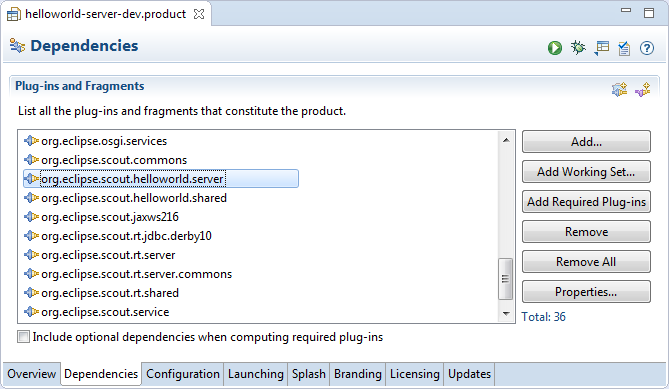 helloworld-server-dev.product
Dependencies
Plug-ins and Fragments
List all the plug-ins and fragments that constitute the product.
org.eclipse.osgi.services
org.eclipse.scout.commons
org.eclipse.scout.helloworld.server
org.eclipse.scout.helloworld.shared
org.eclipse.scout.jaxws216
org.eclipse.scout.rt.jdbc.derby10
org.eclipse.scout.rt.server
org.eclipse.scout.rt.server.commons
org.eclipse.scout.rt.shared
org.eclipse.scout.service
Add...
Add Working Set...
Add Required Plug-ins
Remove
Remove All
Properties...
Total: 36
Include optional dependencies when computing required plug-ins
Overview Dependencies Configuration Launching Splash Branding Licensing Updates